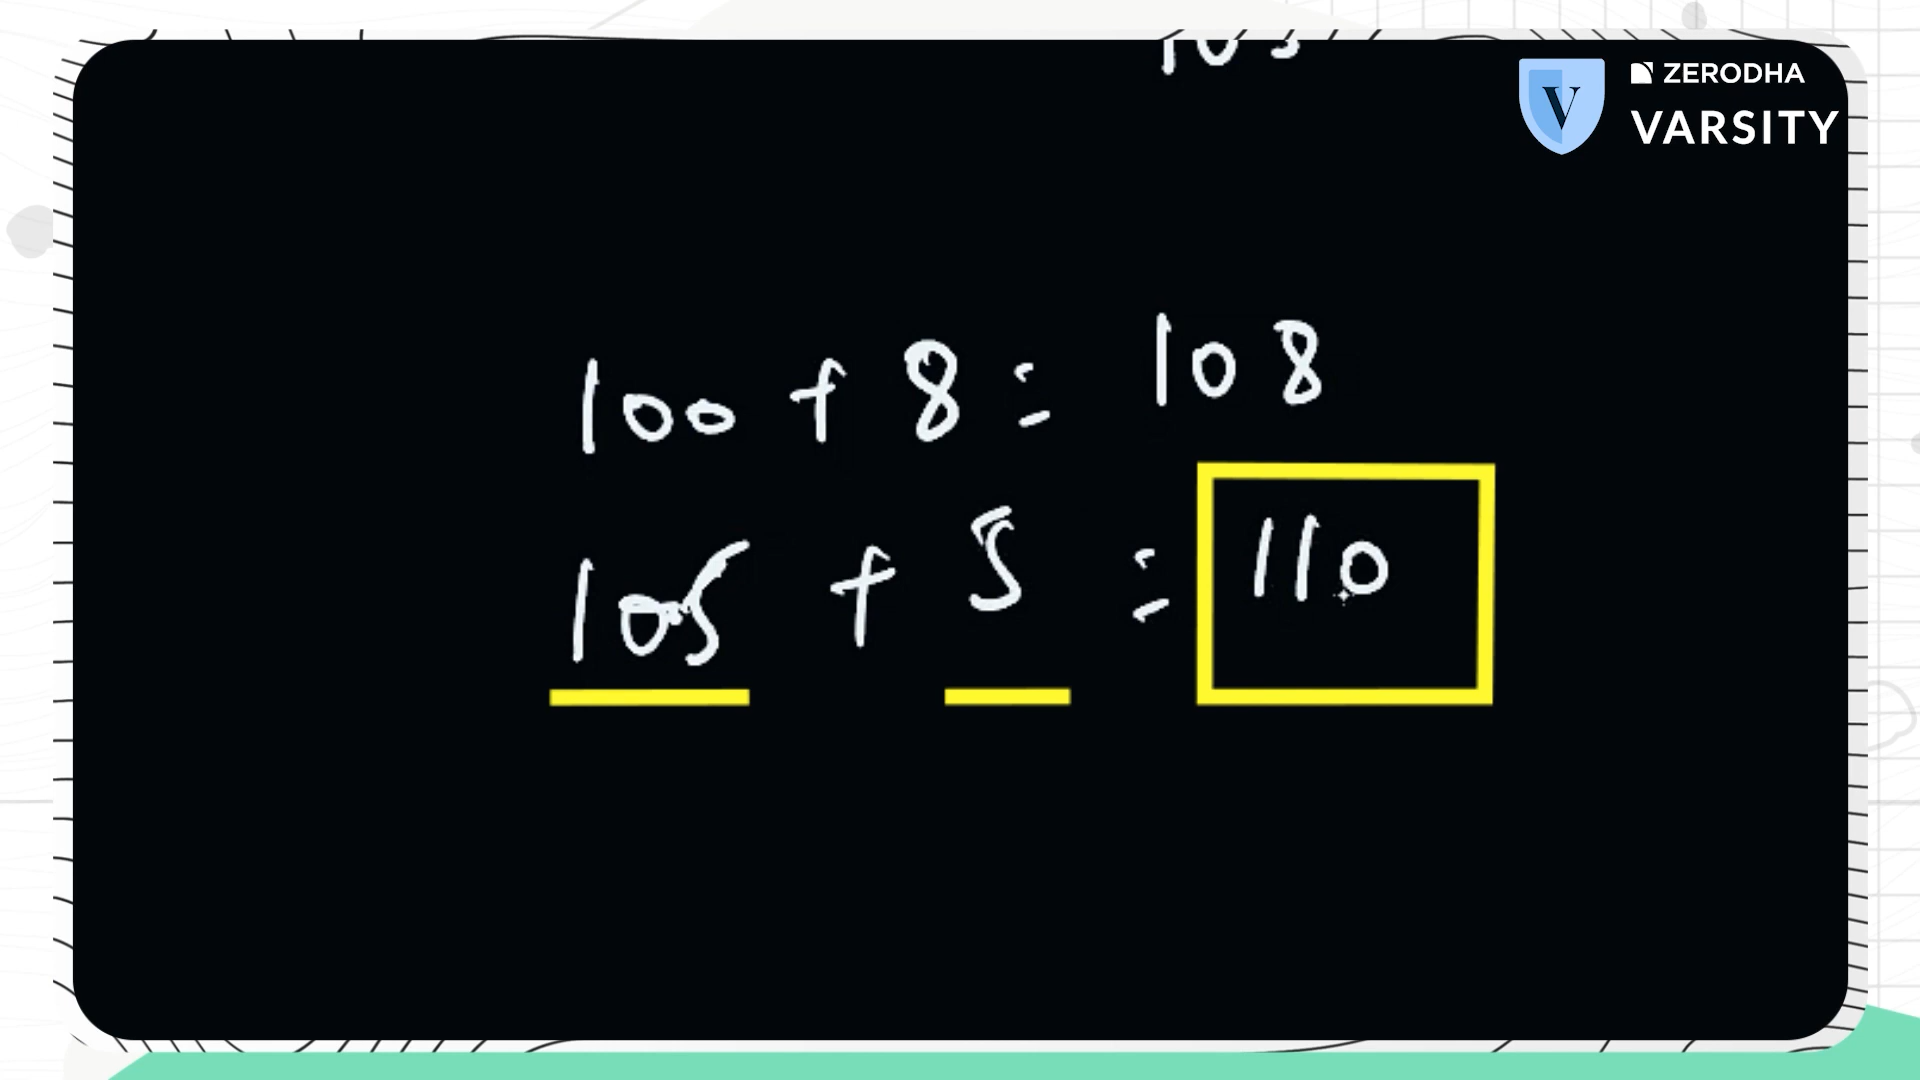 ZERODHA
VARSITY
100 + 8 = 108
105 + 5 = 110